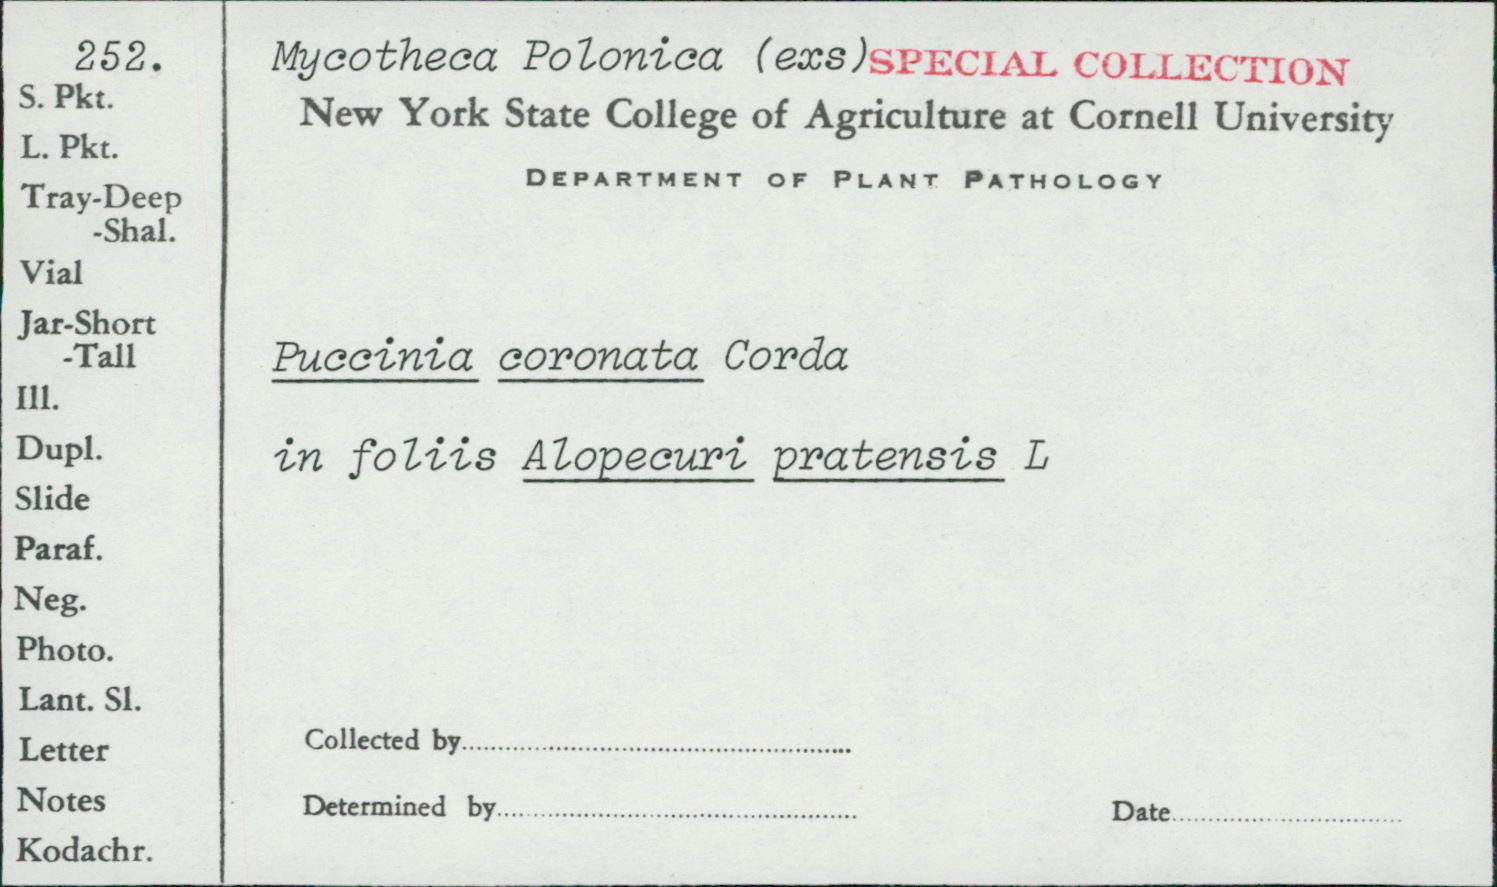 252.
S. Pkt.
L. Pkt.
Tray-Deep
-Shal.
Vial
Jar-Short
-Tall
Ill.
Dupl.
Slide
Paraf.
Neg.
Photo.
Lant. Sl.
Letter
Notes
Kodachr.
Mycotheca Polonica (exs) SPECIAL COLLECTION
New York State College of Agriculture at Cornell University
DEPARTMENT OF PLANT PATHOLOGY
Puccinia coronata Corda
in foliis Alopecuri pratensis L
Collected by
Determined by
Date